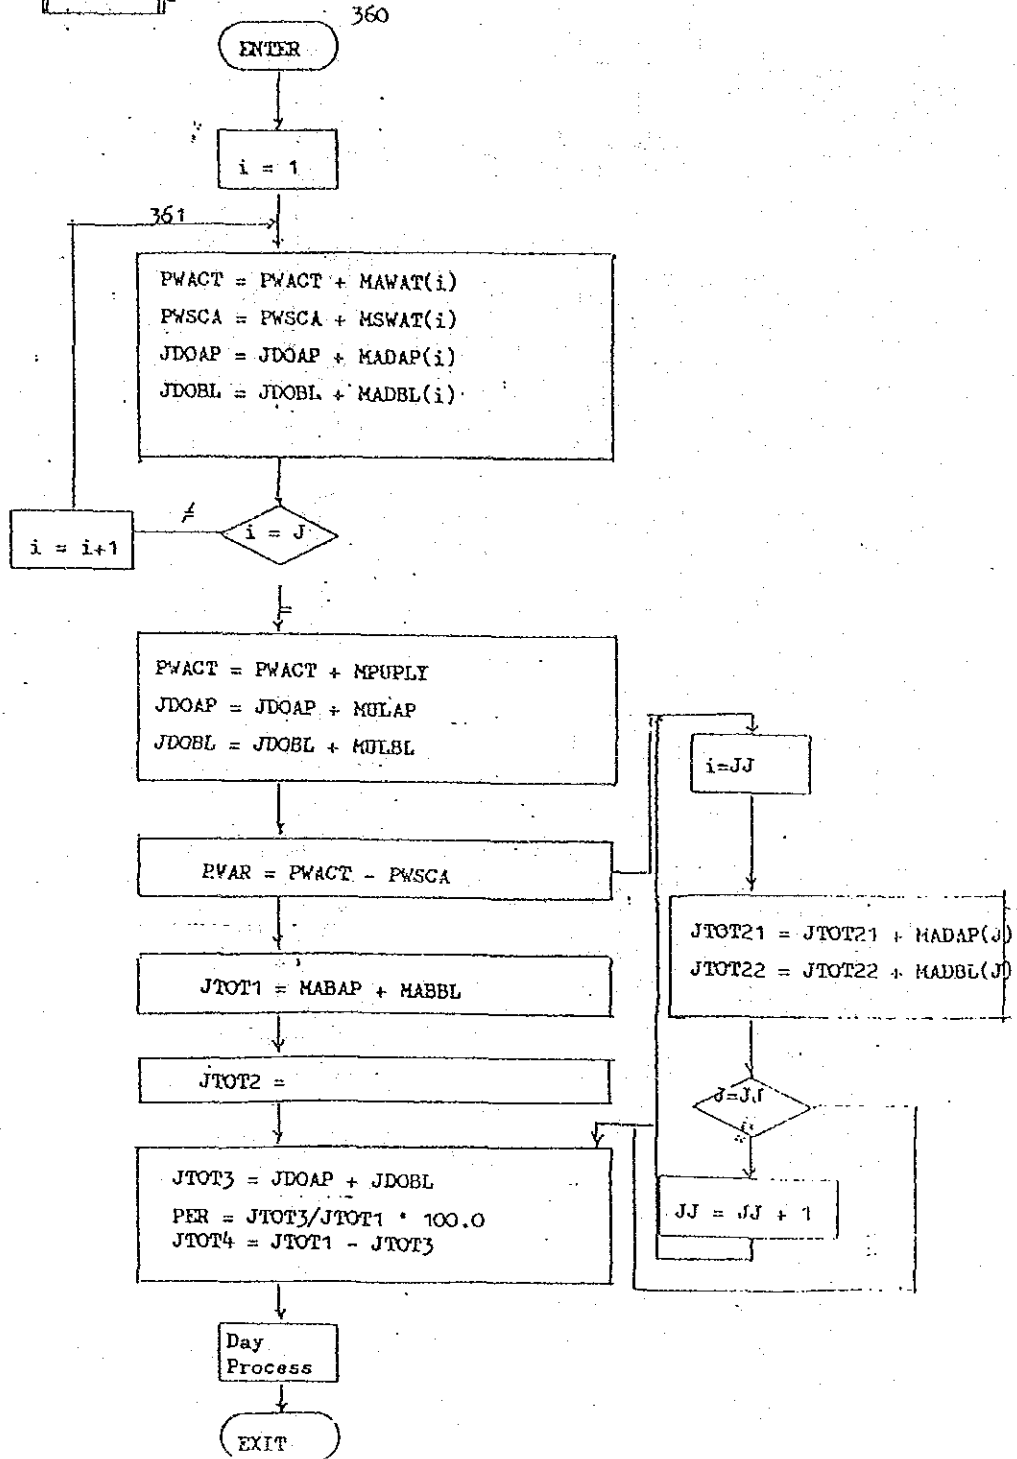 360
ENTER
i = 1
361
PWACT = PWACT + MAWAT(i)
PWSCA = PWSCA + MSWAT(i)
JDOAP = JDOAP + MADAP(i)
JDOBL = JDOBL + MADBL(i)
≠
i = J
i = i+1
=
PWACT = PWACT + MPUPLY
JDOAP = JDOAP + MULAP
JDOBL = JDOBL + MULBL
i=JJ
PVAR = PWACT - PWSCA
JTOT21 = JTOT21 + MADAP(J)
JTOT22 = JTOT22 + MADBL(J)
JTOT1 = MABAP + MABBL
JTOT2 =
J=JJ
JTOT3 = JDOAP + JDOBL
PER = JTOT3/JTOT1 * 100.0
JTOT4 = JTOT1 - JTOT3
JJ = JJ + 1
Day
Process
EXIT